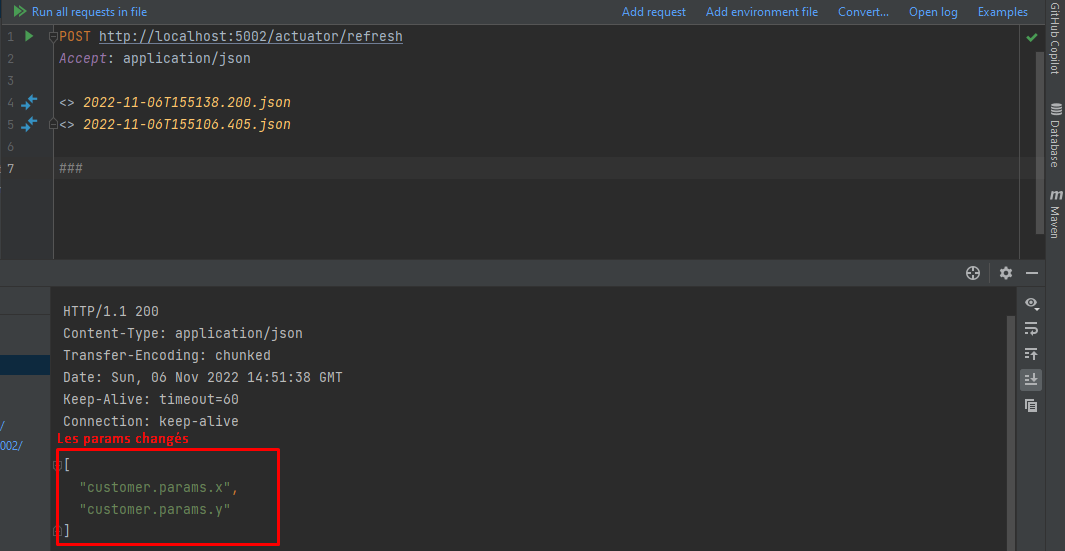 Run all requests in file
Add request
Add environment file
Convert...
Open log
Examples
1 POST http://localhost:5002/actuator/refresh
2 Accept: application/json
3
4 <> 2022-11-06T155138.200.json
5 <> 2022-11-06T155106.405.json
6
7 ###
GitHub Copilot
Database
m Maven
HTTP/1.1 200
Content-Type: application/json
Transfer-Encoding: chunked
Date: Sun, 06 Nov 2022 14:51:38 GMT
Keep-Alive: timeout=60
Connection: keep-alive
/
002/
Les params changés
[
"customer.params.x",
"customer.params.y"
]